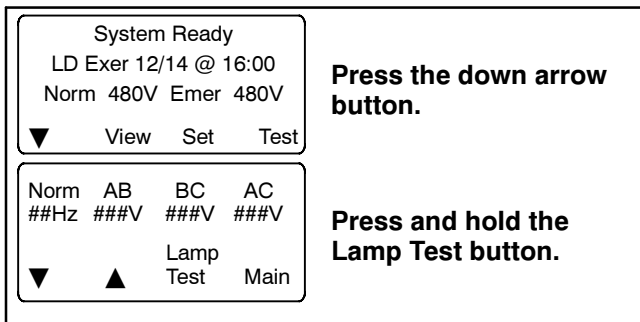 System Ready
LD Exer 12/14 @ 16:00
Norm 480V Emer 480V
▼ View Set Test
Press the down arrow
button.
Norm AB BC AC
##Hz ###V ###V ###V
Lamp
▼ ▲ Test Main
Press and hold the
Lamp Test button.